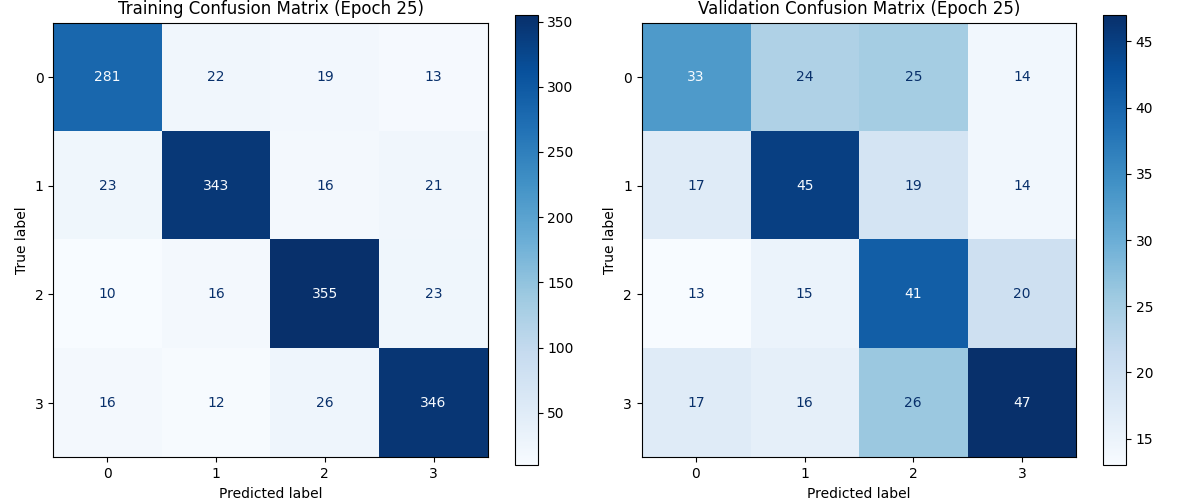 Training Confusion Matrix (Epoch 25)
True label
0
281 22 19 13
1
23 343 16 21
2
10 16 355 23
3
16 12 26 346
0 1 2 3
Predicted label
350
300
250
200
150
100
50
Validation Confusion Matrix (Epoch 25)
True label
0
33 24 25 14
1
17 45 19 14
2
13 15 41 20
3
17 16 26 47
0 1 2 3
Predicted label
45
40
35
30
25
20
15